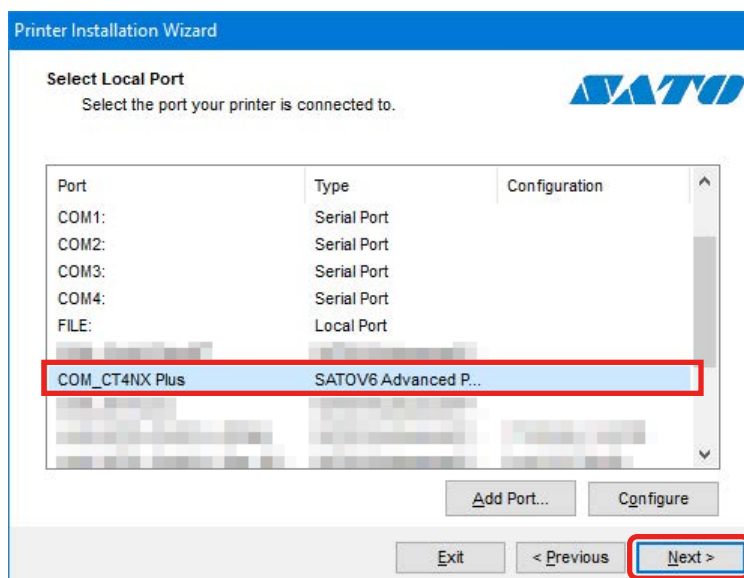 Printer Installation Wizard
Select Local Port
Select the port your printer is connected to.
SATO
Port Type Configuration
COM1: Serial Port
COM2: Serial Port
COM3: Serial Port
COM4: Serial Port
FILE: Local Port
COM_CT4NX Plus SATOV6 Advanced P...
Add Port... Configure
Exit < Previous Next >